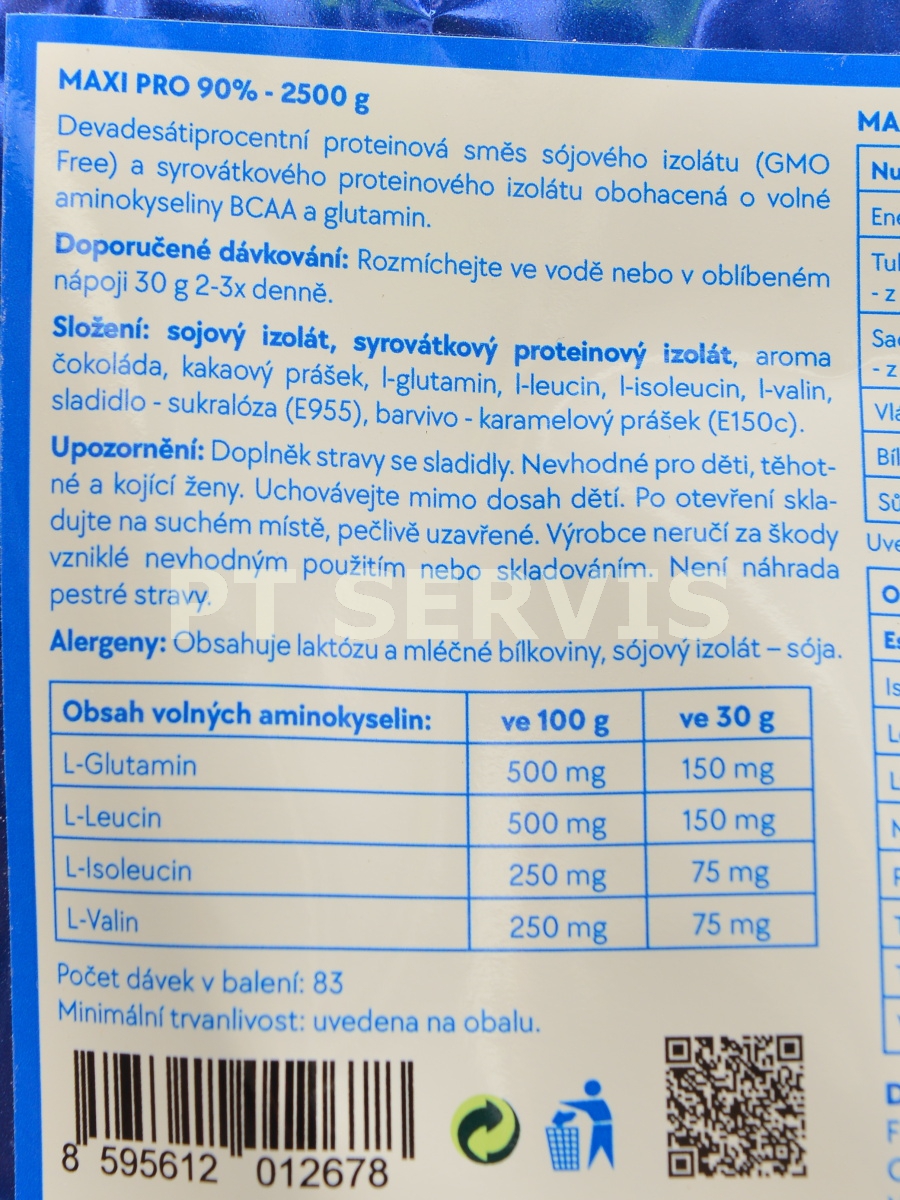 MAXI PRO 90% - 2500 g
Devadesátiprocentní proteinová směs sójového izolátu (GMO
Free) a syrovátkového proteinového izolátu obohacená o volné
aminokyseliny BCAA a glutamin.
Doporučené dávkování: Rozmíchejte ve vodě nebo v oblíbeném
nápoji 30 g 2-3x denně.
Složení: sojový izolát, syrovátkový proteinový izolát, aroma
čokoláda, kakaový prášek, l-glutamin, l-leucin, l-isoleucin, l-valin,
sladidlo - sukralóza (E955), barvivo - karamelový prášek (E150c).
Upozornění: Doplněk stravy se sladidly. Nevhodné pro děti, těhot-
né a kojící ženy. Uchovávejte mimo dosah dětí. Po otevření skla-
dujte na suchém místě, pečlivě uzavřené. Výrobce neručí za škody
vzniklé nevhodným použitím nebo skladováním. Není náhrada
pestré stravy.
PT SERVIS
Alergeny: Obsahuje laktózu a mléčné bílkoviny, sójový izolát – sója.
Obsah volných aminokyselin: ve 100 g ve 30 g
L-Glutamin 500 mg 150 mg
L-Leucin 500 mg 150 mg
L-Isoleucin 250 mg 75 mg
L-Valin 250 mg 75 mg
Počet dávek v balení: 83
Minimální trvanlivost: uvedena na obalu.
8 595612 012678